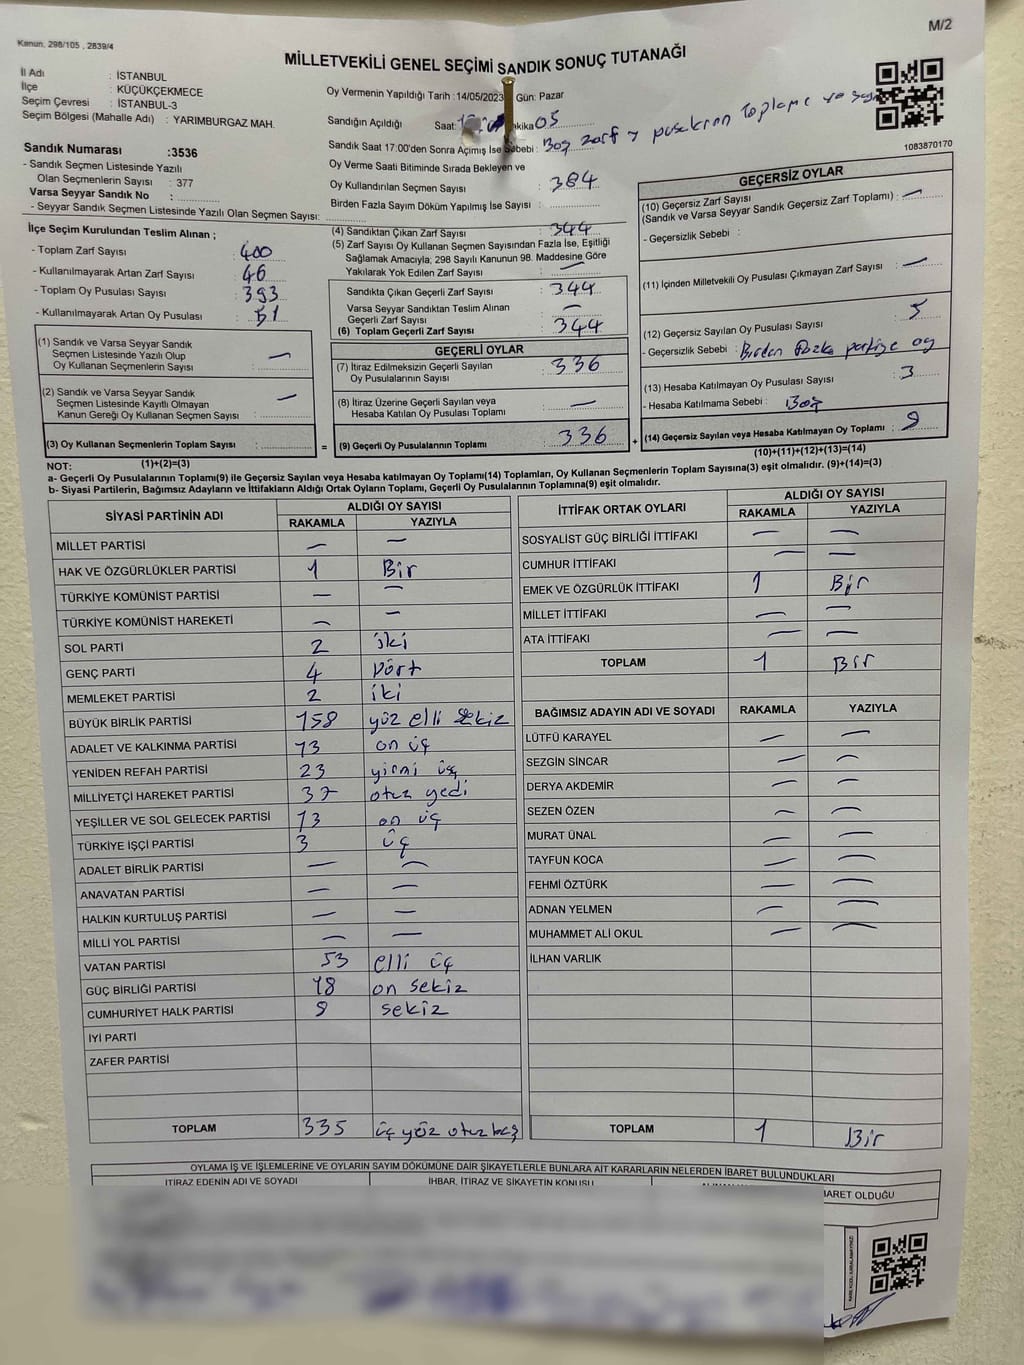 M/2
Kanun, 298/105 , 2839/4
MİLLETVEKİLİ GENEL SEÇİMİ SANDIK SONUÇ TUTANAĞI
İl Adı : İSTANBUL
İlçe : KÜÇÜKÇEKMECE
Seçim Çevresi : İSTANBUL-3
Seçim Bölgesi (Mahalle Adı) : YARIMBURGAZ MAH.
Sandık Numarası :3536
- Sandık Seçmen Listesinde Yazılı
Olan Seçmenlerin Sayısı : 377
Varsa Seyyar Sandık No :
- Seyyar Sandık Seçmen Listesinde Yazılı Olan Seçmen Sayısı:
Oy Vermenin Yapıldığı Tarih :14/05/2023 Gün: Pazar
Sandığın Açıldığı Saat: 05
Sandık Saat 17:00'den Sonra Açımış İse Sebebi : Boş zarf toplama
Oy Verme Saati Bitiminde Sırada Bekleyen ve
Oy Kullandırılan Seçmen Sayısı : 384
Birden Fazla Sayım Döküm Yapılmış İse Sayısı :
1083870170
İlçe Seçim Kurulundan Teslim Alınan ;
- Toplam Zarf Sayısı : 400
- Kullanılmayarak Artan Zarf Sayısı : 46
- Toplam Oy Pusulası Sayısı : 393
- Kullanılmayarak Artan Oy Pusulası : 51
(4) Sandıktan Çıkan Zarf Sayısı : 344
(5) Zarf Sayısı Oy Kullanan Seçmen Sayısından Fazla İse, Eşitliği
Sağlamak Amacıyla; 298 Sayılı Kanunun 98. Maddesine Göre
Yakılarak Yok Edilen Zarf Sayısı : —
Sandıkta Çıkan Geçerli Zarf Sayısı : 344
Varsa Seyyar Sandıktan Teslim Alınan
Geçerli Zarf Sayısı : —
(6) Toplam Geçerli Zarf Sayısı : 344
GEÇERSİZ OYLAR
(10) Geçersiz Zarf Sayısı
(Sandık ve Varsa Seyyar Sandık Geçersiz Zarf Toplamı) : —
- Geçersizlik Sebebi :
(11) İçinden Milletvekili Oy Pusulası Çıkmayan Zarf Sayısı : —
(12) Geçersiz Sayılan Oy Pusulası Sayısı : 5
- Geçersizlik Sebebi : Birden fazla partiye oy
(13) Hesaba Katılmayan Oy Pusulası Sayısı : 3
- Hesaba Katılmama Sebebi : Boş
(14) Geçersiz Sayılan veya Hesaba Katılmayan Oy Toplamı : 8
(10)+(11)+(12)+(13)=(14)
(1) Sandık ve Varsa Seyyar Sandık
Seçmen Listesinde Yazılı Olup
Oy Kullanan Seçmenlerin Sayısı : —
(2) Sandık ve Varsa Seyyar Sandık
Seçmen Listesinde Kayıtlı Olmayan
Kanun Gereği Oy Kullanan Seçmen Sayısı : —
(3) Oy Kullanan Seçmenlerin Toplam Sayısı :
(1)+(2)=(3)
GEÇERLİ OYLAR
(7) İtiraz Edilmeksizin Geçerli Sayılan
Oy Pusulalarının Sayısı : 336
(8) İtiraz Üzerine Geçerli Sayılan veya
Hesaba Katılan Oy Pusulası Toplamı : —
= (9) Geçerli Oy Pusulalarının Toplamı : 336 +
NOT:
a- Geçerli Oy Pusulalarının Toplamı(9) ile Geçersiz Sayılan veya Hesaba katılmayan Oy Toplamı(14) Toplamları, Oy Kullanan Seçmenlerin Toplam Sayısına(3) eşit olmalıdır. (9)+(14)=(3)
b- Siyasi Partilerin, Bağımsız Adayların ve İttifakların Aldığı Ortak Oyların Toplamı, Geçerli Oy Pusulalarının Toplamına(9) eşit olmalıdır.
SİYASİ PARTİNİN ADI ALDIĞI OY SAYISI
RAKAMLA YAZIYLA
MİLLET PARTİSİ — —
HAK VE ÖZGÜRLÜKLER PARTİSİ 1 Bir
TÜRKİYE KOMÜNİST PARTİSİ — —
TÜRKİYE KOMÜNİST HAREKETİ — —
SOL PARTİ 2 iki
GENÇ PARTİ 4 Dört
MEMLEKET PARTİSİ 2 iki
BÜYÜK BİRLİK PARTİSİ 158 yüz elli sekiz
ADALET VE KALKINMA PARTİSİ 13 on üç
YENİDEN REFAH PARTİSİ 23 yirmi üç
MİLLİYETÇİ HAREKET PARTİSİ 37 otuz yedi
YEŞİLLER VE SOL GELECEK PARTİSİ 13 on üç
TÜRKİYE İŞÇİ PARTİSİ 3 üç
ADALET BİRLİK PARTİSİ — —
ANAVATAN PARTİSİ — —
HALKIN KURTULUŞ PARTİSİ — —
MİLLİ YOL PARTİSİ — —
VATAN PARTİSİ 53 elli üç
GÜÇ BİRLİĞİ PARTİSİ 18 on sekiz
CUMHURİYET HALK PARTİSİ 8 sekiz
İYİ PARTİ
ZAFER PARTİSİ
TOPLAM 335 üç yüz otuz beş
İTTİFAK ORTAK OYLARI ALDIĞI OY SAYISI
RAKAMLA YAZIYLA
SOSYALİST GÜÇ BİRLİĞİ İTTİFAKI — —
CUMHUR İTTİFAKI — —
EMEK VE ÖZGÜRLÜK İTTİFAKI 1 Bir
MİLLET İTTİFAKI — —
ATA İTTİFAKI — —
TOPLAM 1 Bir
BAĞIMSIZ ADAYIN ADI VE SOYADI RAKAMLA YAZIYLA
LÜTFÜ KARAYEL — —
SEZGİN SİNCAR — —
DERYA AKDEMİR — —
SEZEN ÖZEN — —
MURAT ÜNAL — —
TAYFUN KOCA — —
FEHMİ ÖZTÜRK — —
ADNAN YELMEN — —
MUHAMMET ALİ OKUL — —
İLHAN VARLIK
TOPLAM 1 Bir
OYLAMA İŞ VE İŞLEMLERİNE VE OYLARIN SAYIM DÖKÜMÜNE DAİR ŞİKAYETLERLE BUNLARA AİT KARARLARIN NELERDEN İBARET BULUNDUKLARI
İTİRAZ EDENİN ADI VE SOYADI İHBAR, İTİRAZ VE ŞİKAYETİN KONUSU